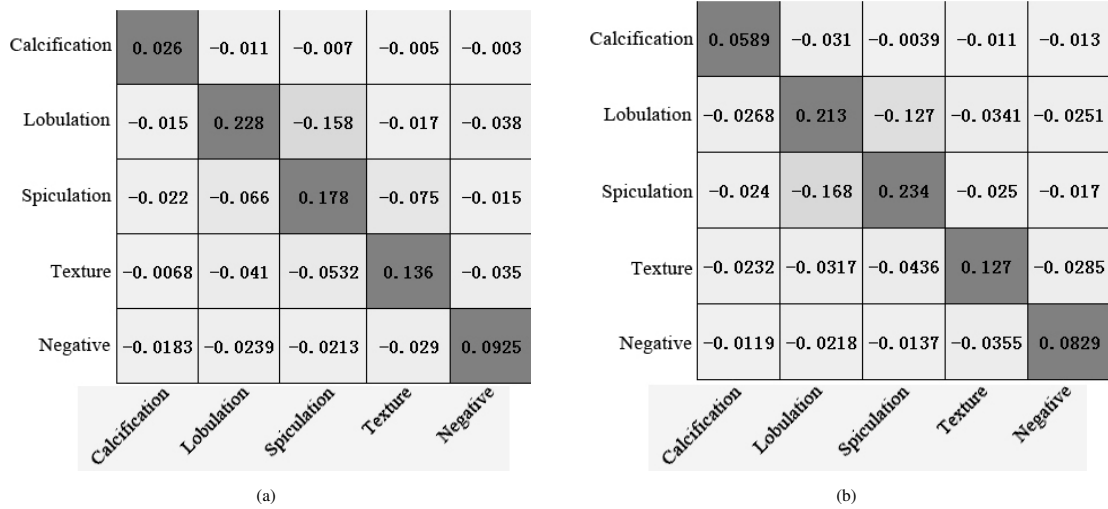 Calcification 0.026 -0.011 -0.007 -0.005 -0.003
Lobulation -0.015 0.228 -0.158 -0.017 -0.038
Spiculation -0.022 -0.066 0.178 -0.075 -0.015
Texture -0.0068 -0.041 -0.0532 0.136 -0.035
Negative -0.0183 -0.0239 -0.0213 -0.029 0.0925
Calcification Lobulation Spiculation Texture Negative
(a)
Calcification 0.0589 -0.031 -0.0039 -0.011 -0.013
Lobulation -0.0268 0.213 -0.127 -0.0341 -0.0251
Spiculation -0.024 -0.168 0.234 -0.025 -0.017
Texture -0.0232 -0.0317 -0.0436 0.127 -0.0285
Negative -0.0119 -0.0218 -0.0137 -0.0355 0.0829
Calcification Lobulation Spiculation Texture Negative
(b)